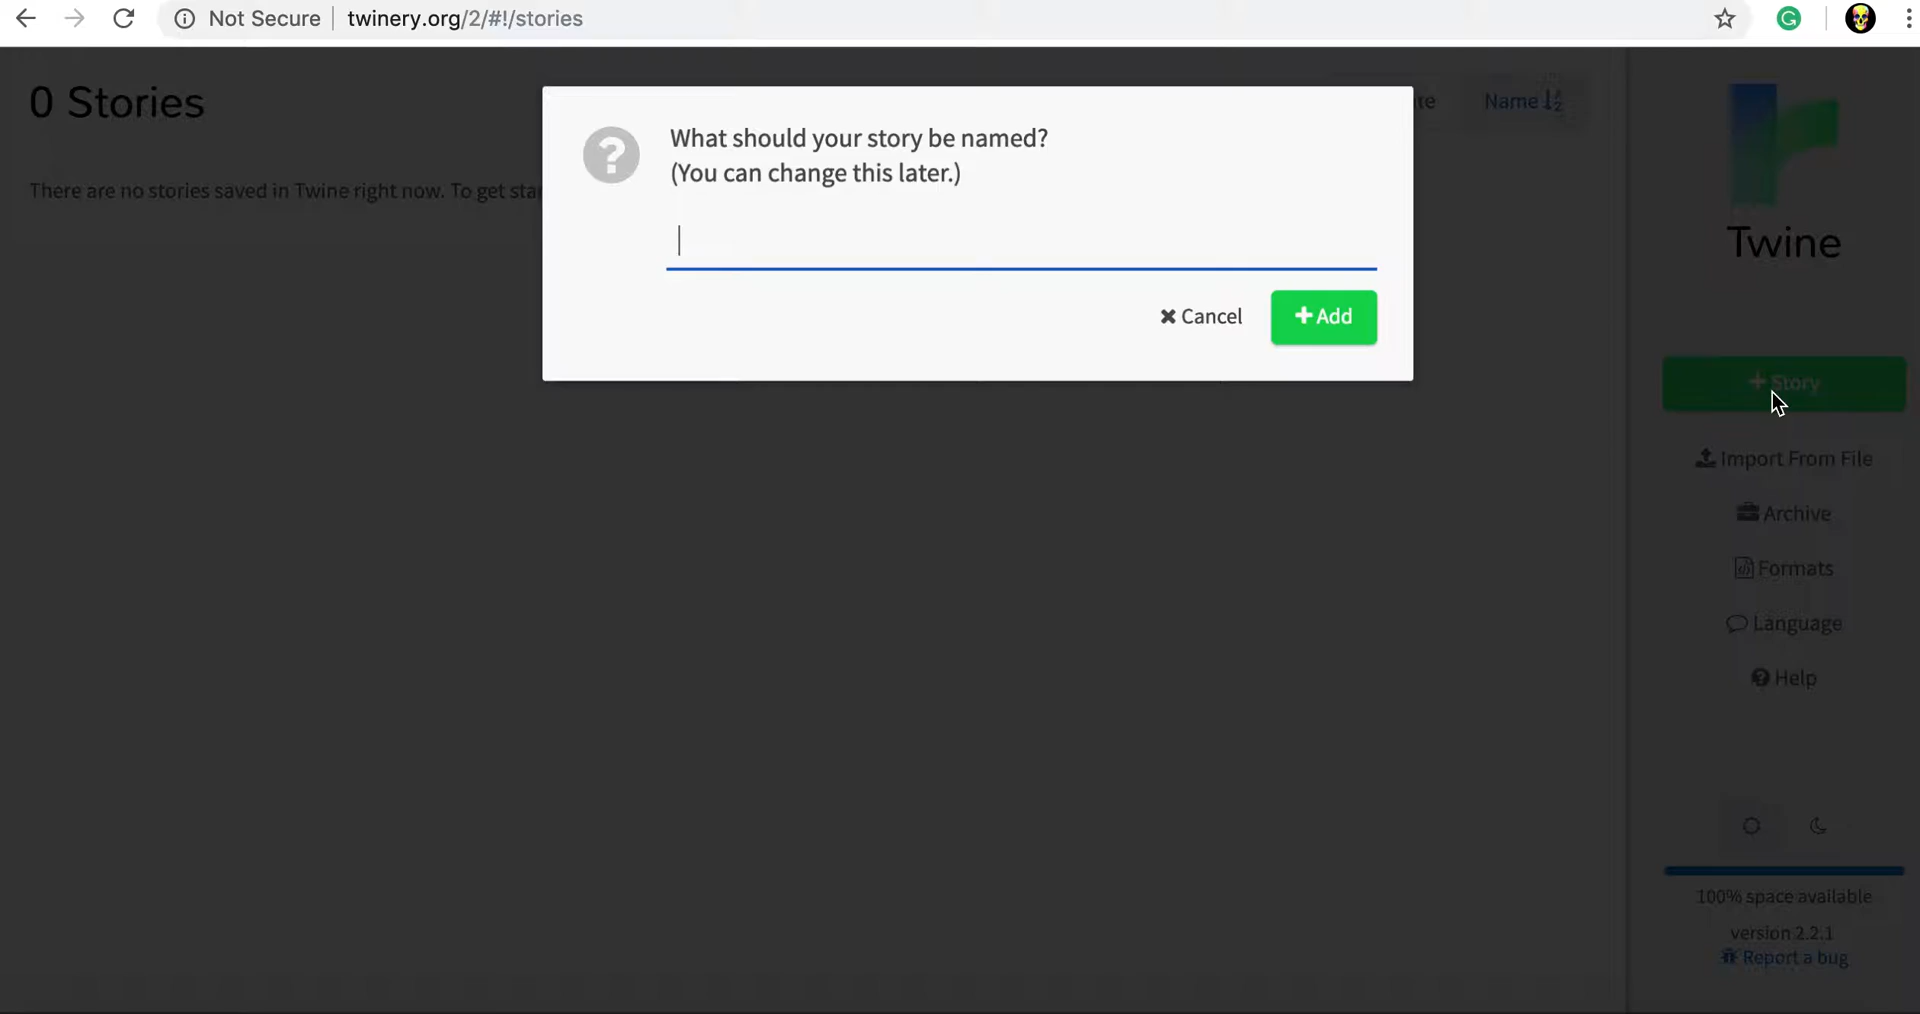 Not Secure
twinery.org/2/#!/stories
0 Stories
Name
There are no stories saved in Twine right now. To get
What should your story be named?
(You can change this later.)
Cancel
Add
Twine
Story
Import From File
Archive
Formats
Language
Help
100% space available
version 2.2.1
Report a bug